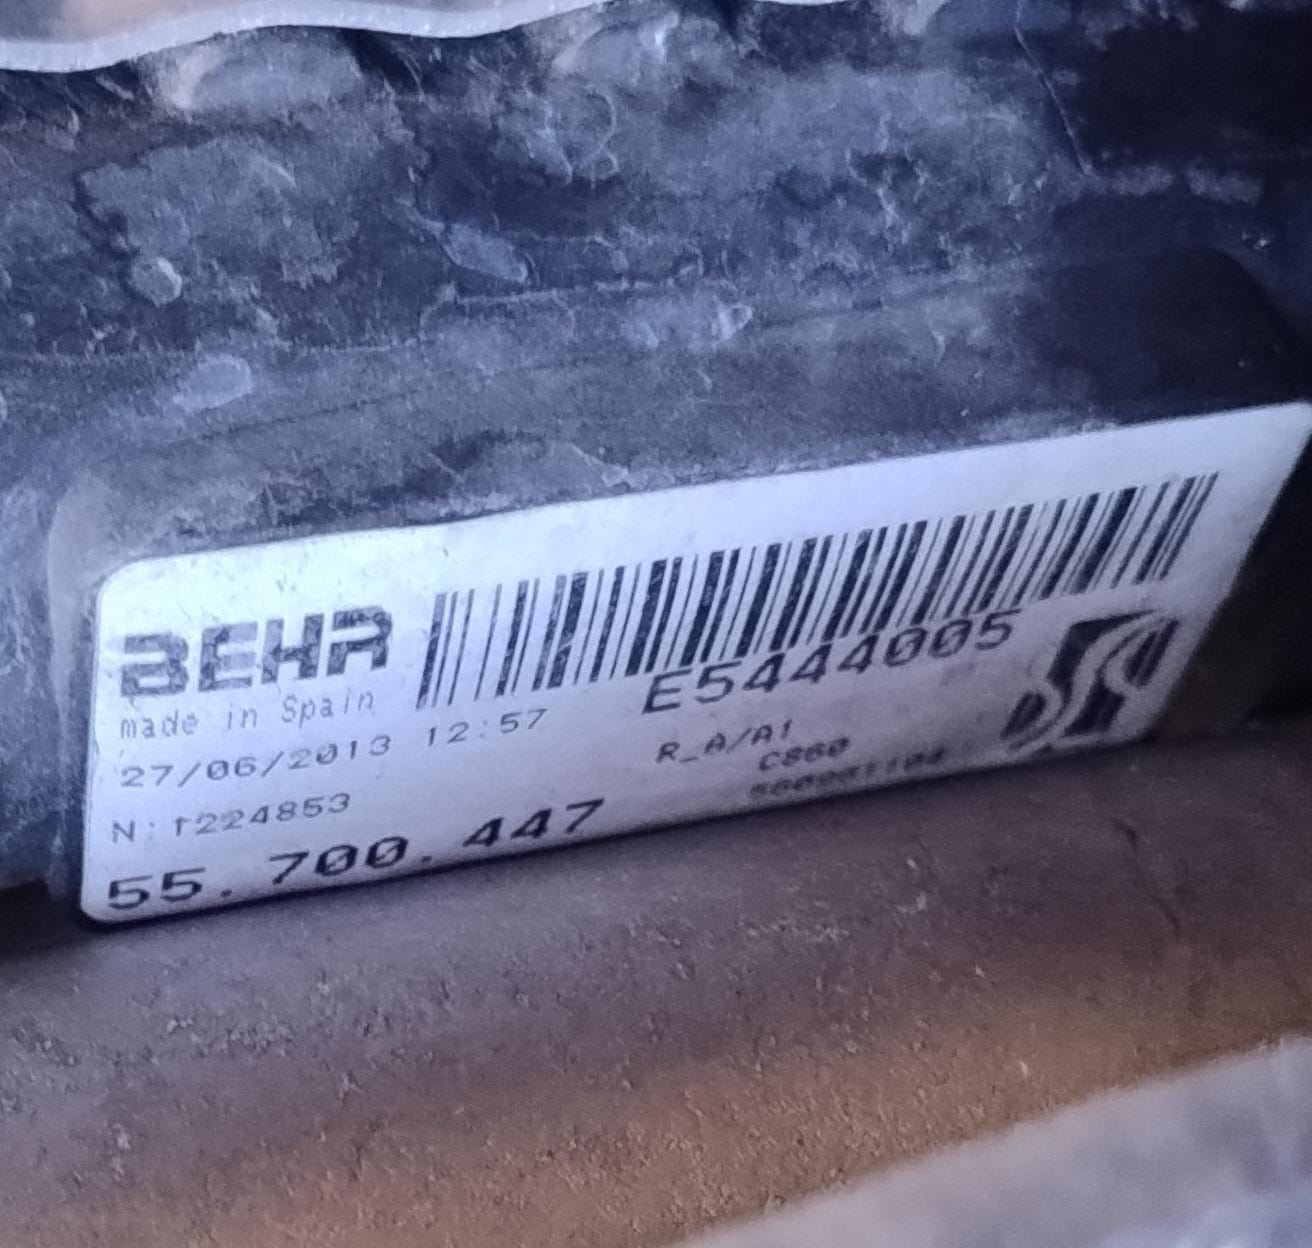 BEHR
made in Spain
E5444005
27/06/2013 12:57
R_A/A1
C860
N:1224853
55.700.447